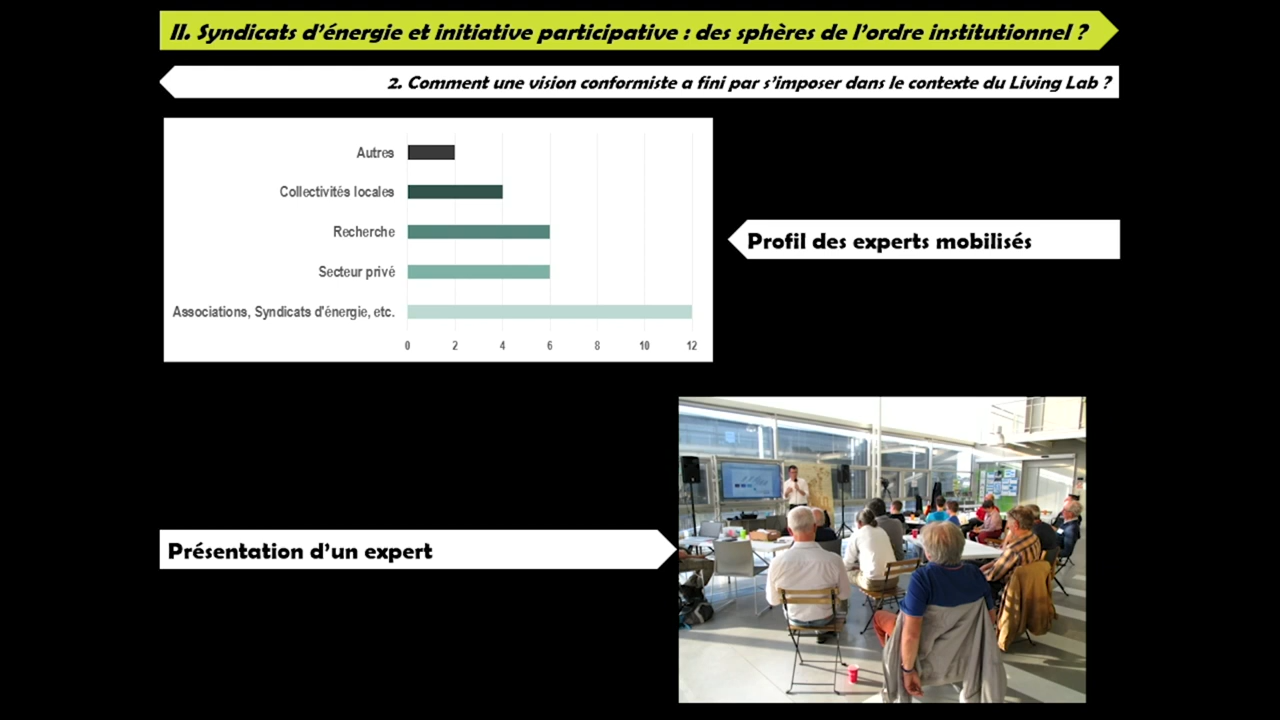 II. Syndicats d’énergie et initiative participative : des sphères de l’ordre institutionnel ?
2. Comment une vision conformiste a fini par s’imposer dans le contexte du Living Lab ?
Autres
Collectivités locales
Recherche
Secteur privé
Associations, Syndicats d'énergie, etc.
0 2 4 6 8 10 12
Profil des experts mobilisés
Présentation d’un expert